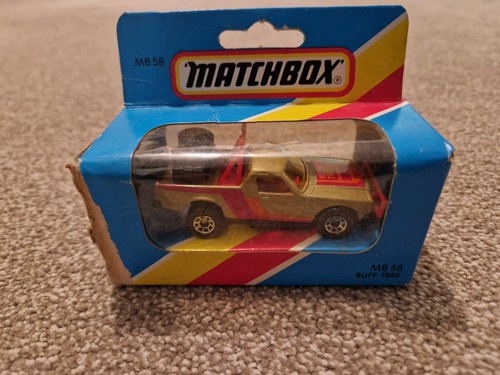 MB 58
"MATCHBOX"
®
MB 58
RUFF TREK